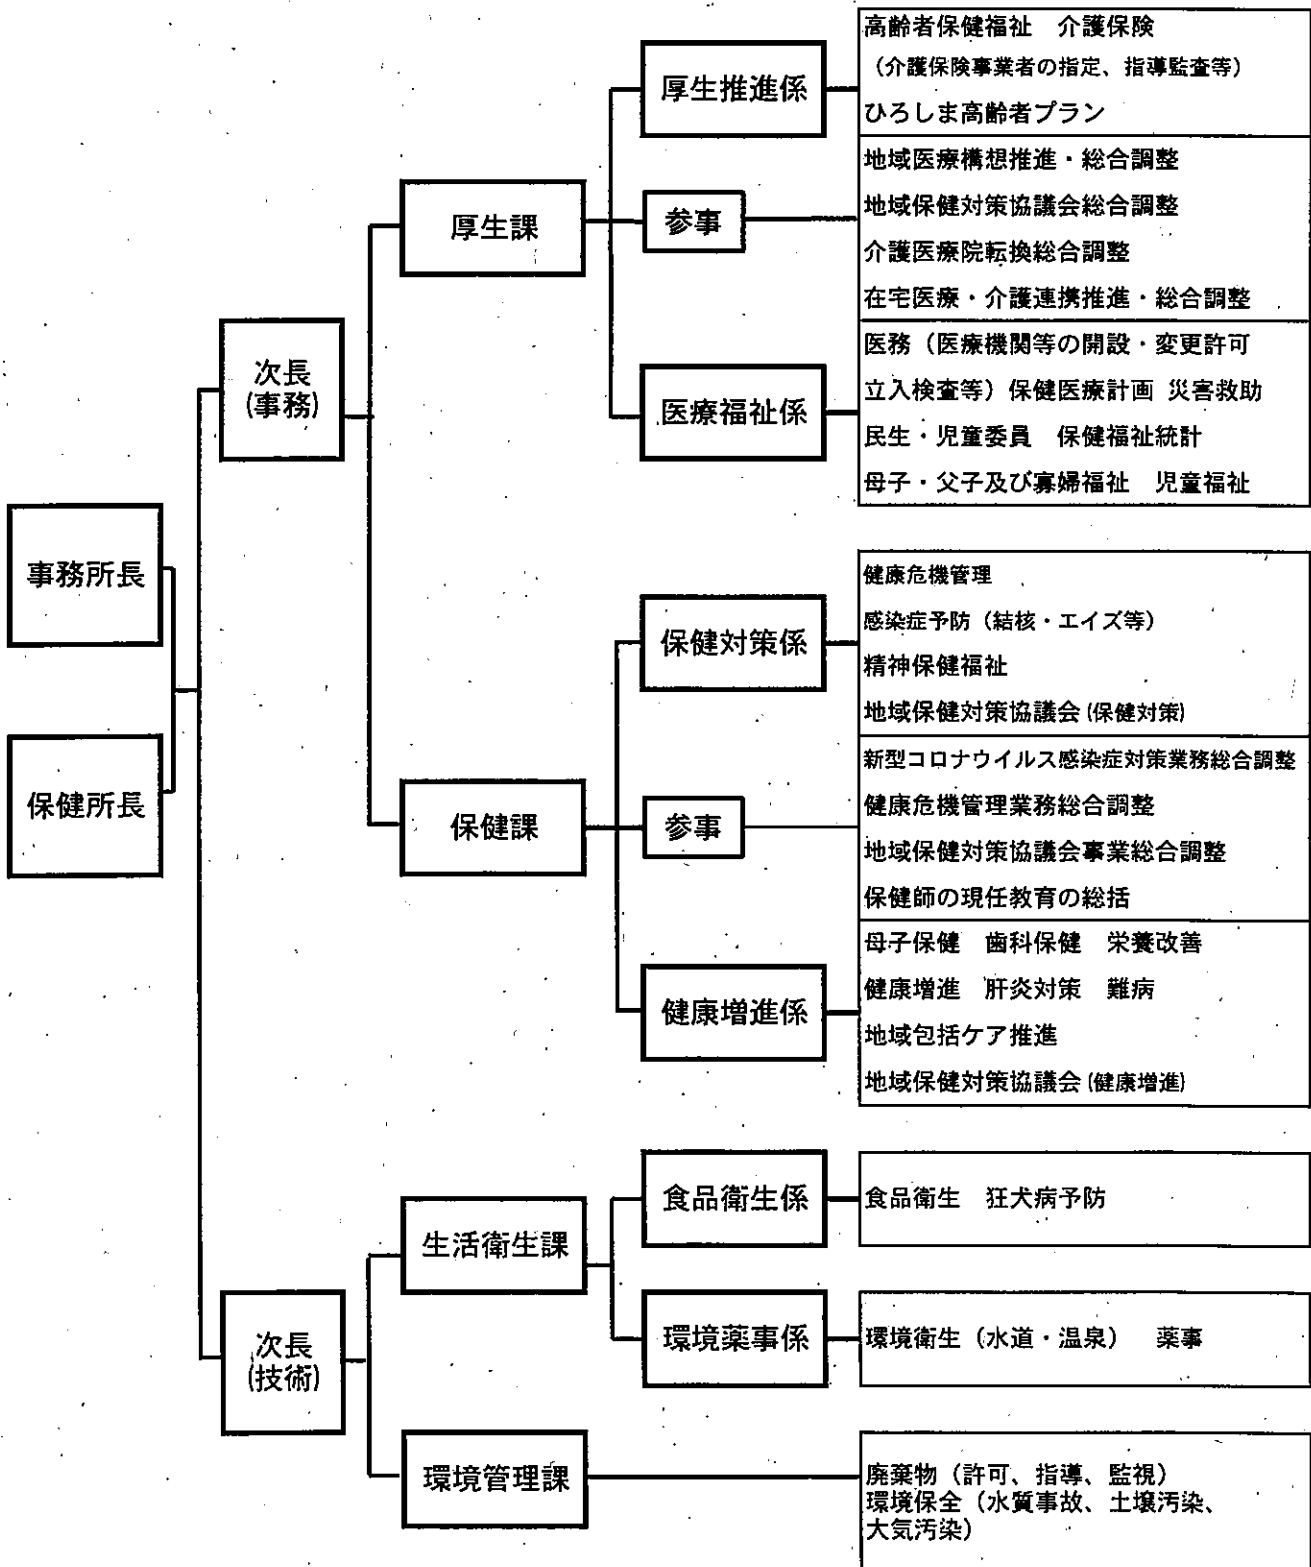 事務所長
保健所長
次長
(事務)
厚生課
厚生推進係
高齢者保健福祉　介護保険
（介護保険事業者の指定、指導監査等）
ひろしま高齢者プラン
参事
地域医療構想推進・総合調整
地域保健対策協議会総合調整
介護医療院転換総合調整
在宅医療・介護連携推進・総合調整
医療福祉係
医務（医療機関等の開設・変更許可
立入検査等）保健医療計画 災害救助
民生・児童委員　保健福祉統計
母子・父子及び寡婦福祉　児童福祉
保健課
保健対策係
健康危機管理
感染症予防（結核・エイズ等）
精神保健福祉
地域保健対策協議会(保健対策)
参事
新型コロナウイルス感染症対策業務総合調整
健康危機管理業務総合調整
地域保健対策協議会事業総合調整
保健師の現任教育の総括
健康増進係
母子保健　歯科保健　栄養改善
健康増進　肝炎対策　難病
地域包括ケア推進
地域保健対策協議会(健康増進)
次長
(技術)
生活衛生課
食品衛生係
食品衛生　狂犬病予防
環境薬事係
環境衛生（水道・温泉）　薬事
環境管理課
廃棄物（許可、指導、監視）
環境保全（水質事故、土壌汚染、
大気汚染）